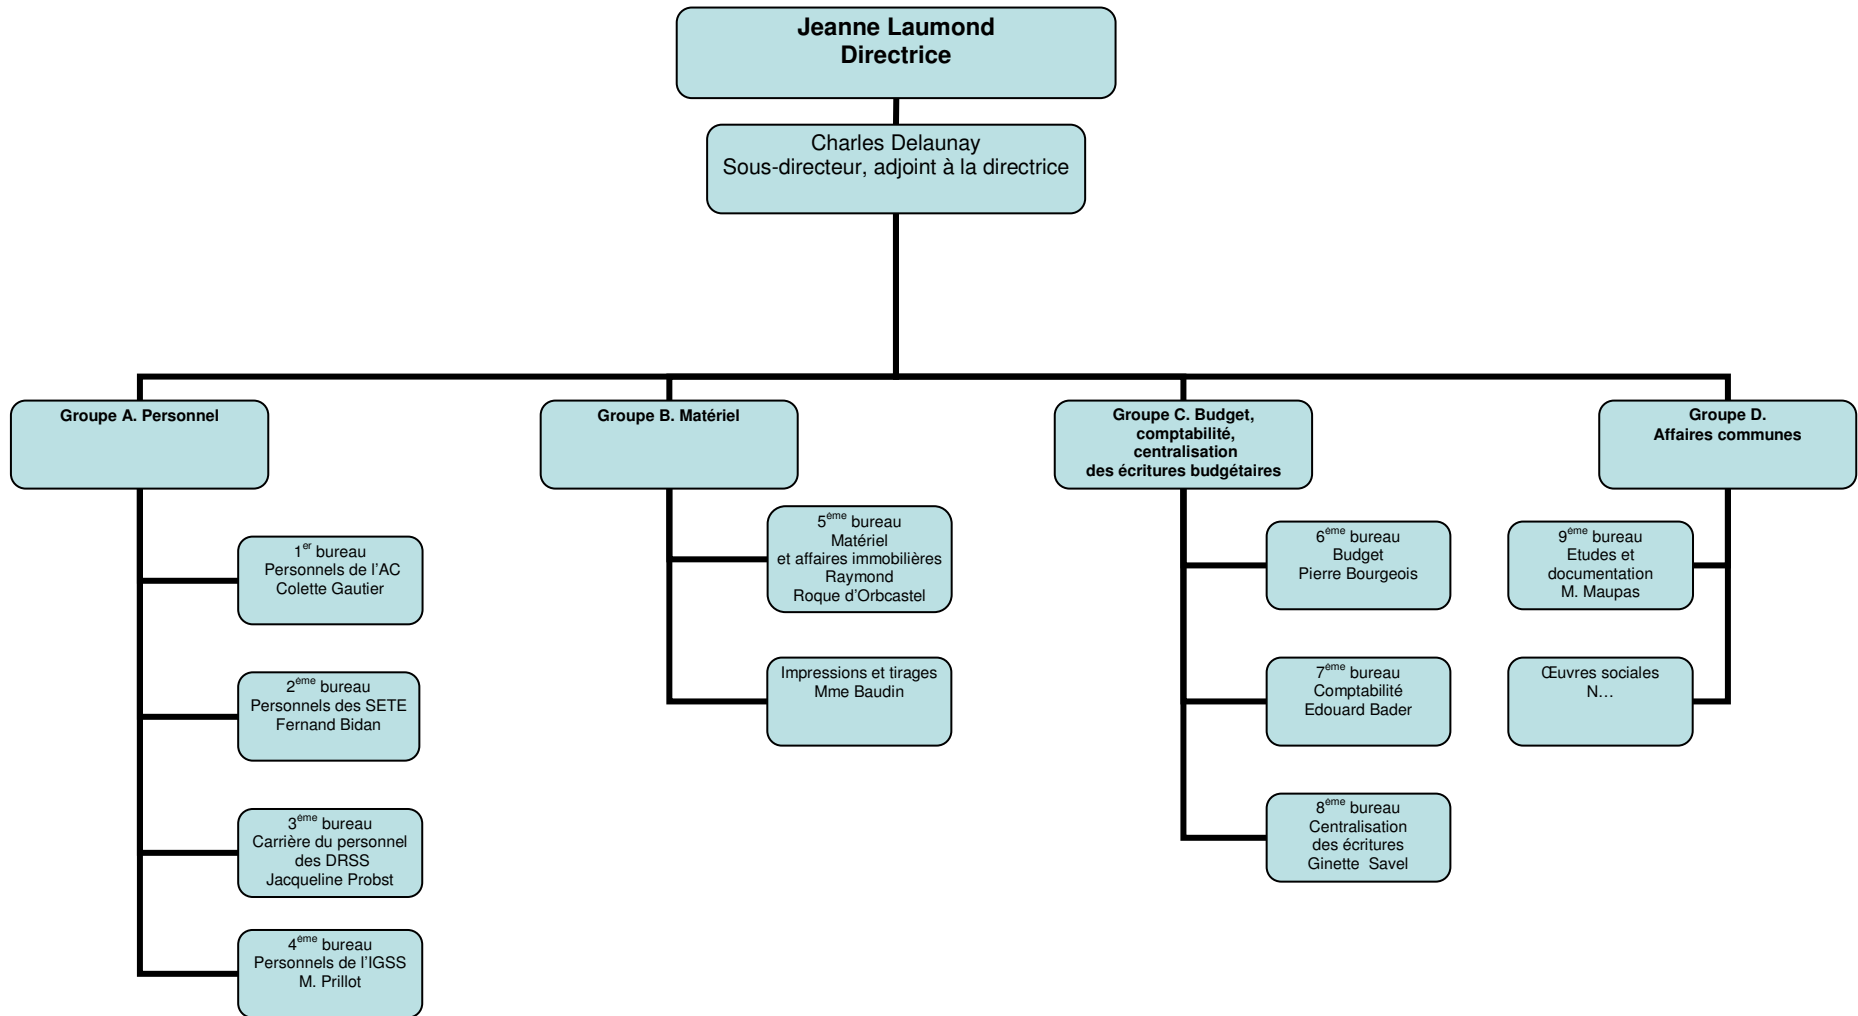 Jeanne Laumond
Directrice
Charles Delaunay
Sous-directeur, adjoint à la directrice
Groupe A. Personnel
1er bureau
Personnels de l'AC
Colette Gautier
2ème bureau
Personnels des SETE
Fernand Bidan
3ème bureau
Carrière du personnel
des DRSS
Jacqueline Probst
4ème bureau
Personnels de l'IGSS
M. Prillot
Groupe B. Matériel
5ème bureau
Matériel
et affaires immobilières
Raymond
Roque d'Orbcastel
Impressions et tirages
Mme Baudin
Groupe C. Budget,
comptabilité,
centralisation
des écritures budgétaires
6ème bureau
Budget
Pierre Bourgeois
7ème bureau
Comptabilité
Edouard Bader
8ème bureau
Centralisation
des écritures
Ginette Savel
Groupe D.
Affaires communes
9ème bureau
Etudes et
documentation
M. Maupas
Œuvres sociales
N…